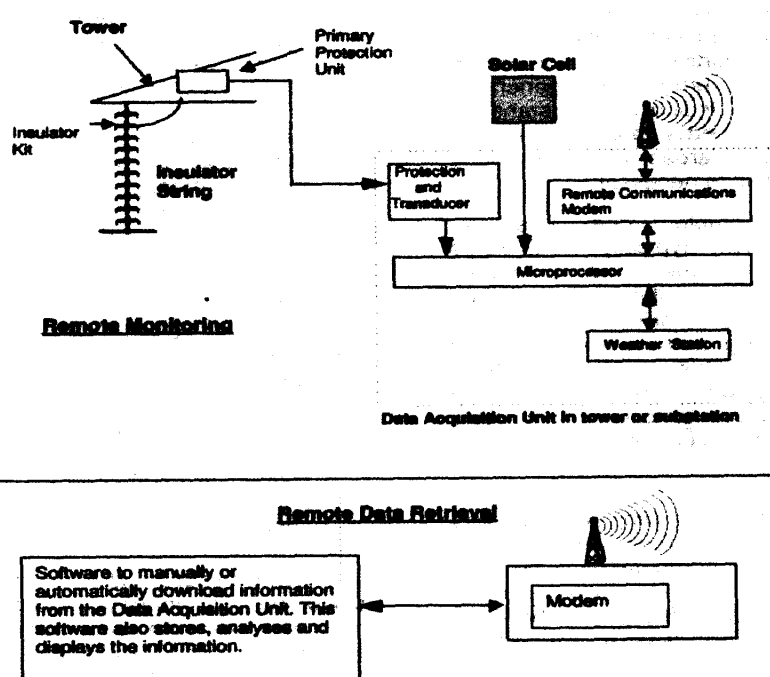 Tower
Primary
Protection
Unit
Solar Cell
Insulator
Kit
Insulator
String
Protection
and
Transducer
Remote Communications
Modem
Microprocessor
Remote Monitoring
Weather Station
Data Acquisition Unit in tower or substation
Remote Data Retrieval
Software to manually or
automatically download information
from the Data Acquisition Unit. This
software also stores, analyses and
displays the information.
Modem